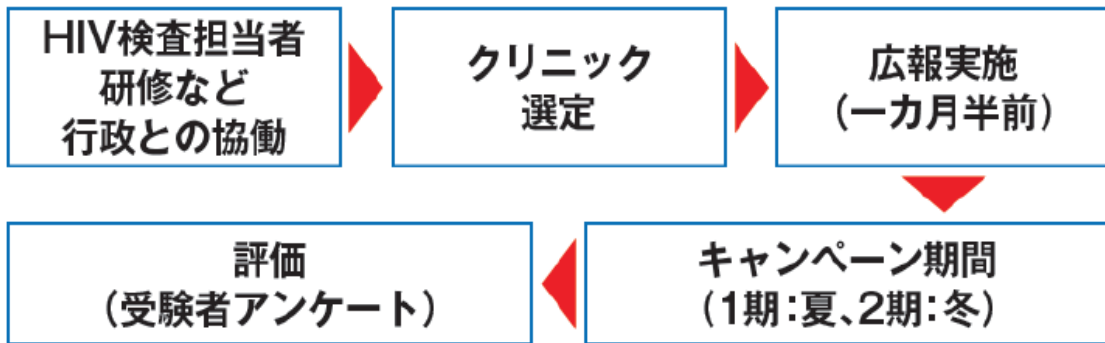 HIV検査担当者
研修など
行政との協働
クリニック
選定
広報実施
(一カ月半前)
キャンペーン期間
(1期:夏、2期:冬)
評価
(受験者アンケート)